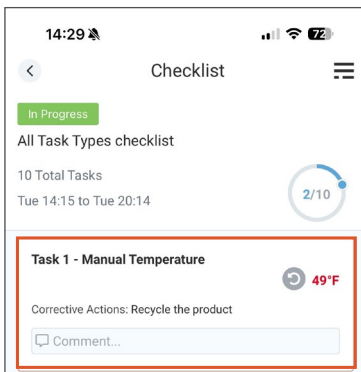 14:29
72
Checklist
In Progress
All Task Types checklist
10 Total Tasks
2/10
Tue 14:15 to Tue 20:14
Task 1 - Manual Temperature
49°F
Corrective Actions: Recycle the product
Comment...